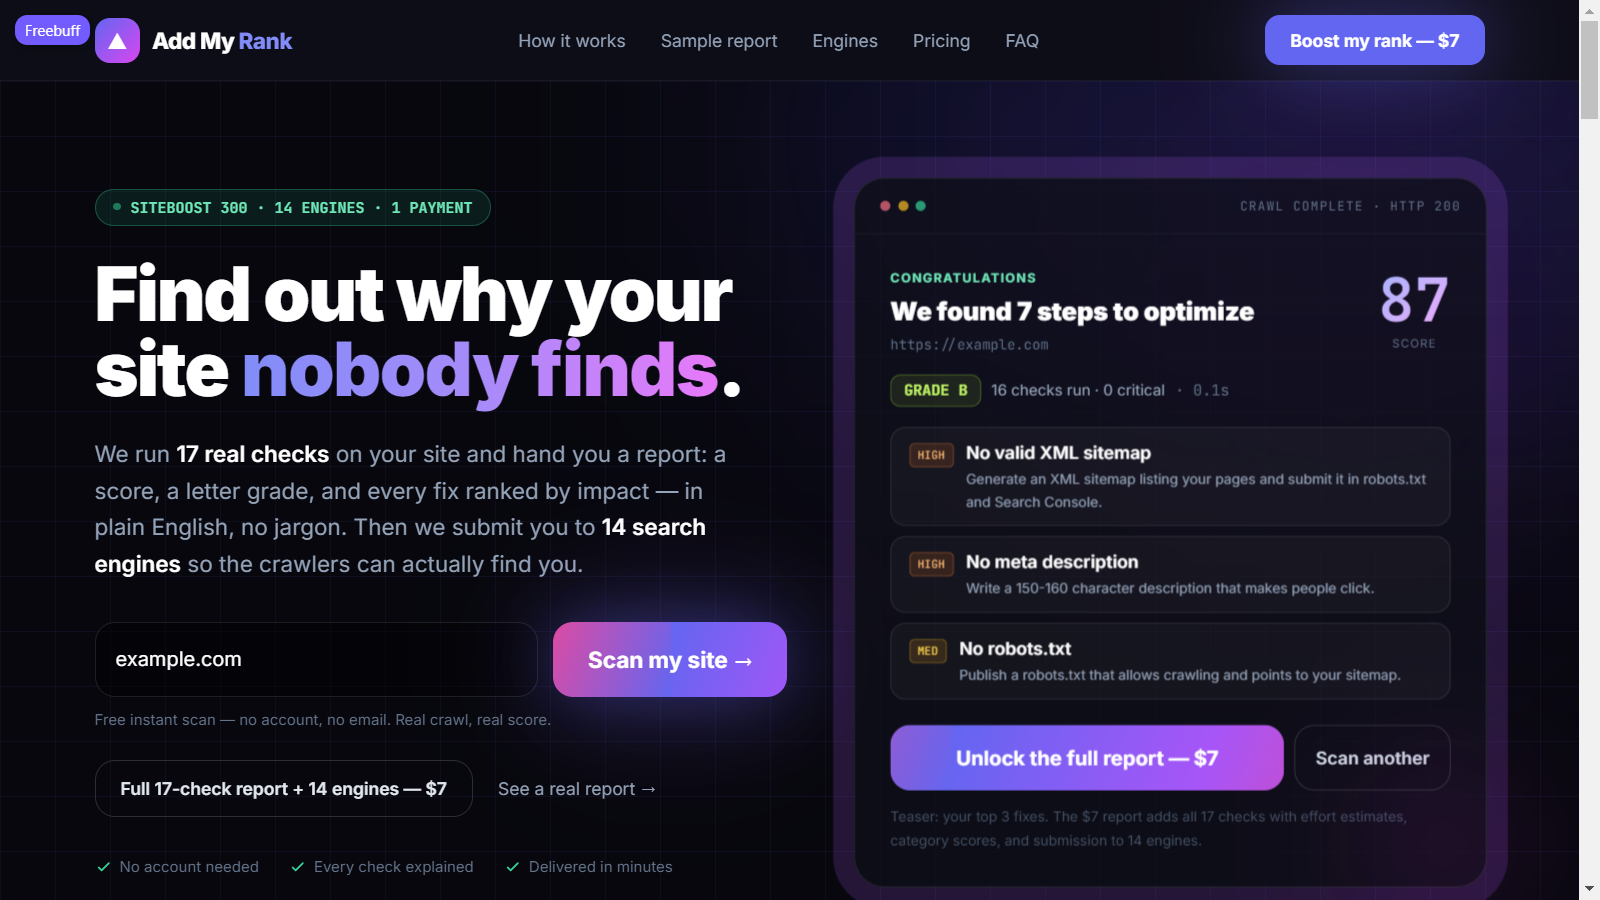 Freebuff
Add My Rank
How it works
Sample report
Engines
Pricing
FAQ
Boost my rank — $7
SITEBOOST 300 · 14 ENGINES · 1 PAYMENT
Find out why your
site nobody finds.
We run 17 real checks on your site and hand you a report: a
score, a letter grade, and every fix ranked by impact — in
plain English, no jargon. Then we submit you to 14 search
engines so the crawlers can actually find you.
example.com
Scan my site →
Free instant scan — no account, no email. Real crawl, real score.
Full 17-check report + 14 engines — $7
See a real report →
No account needed
Every check explained
Delivered in minutes
CRAWL COMPLETE · HTTP 200
CONGRATULATIONS
We found 7 steps to optimize
https://example.com
87
SCORE
GRADE B
16 checks run · 0 critical · 0.1s
HIGH
No valid XML sitemap
Generate an XML sitemap listing your pages and submit it in robots.txt
and Search Console.
HIGH
No meta description
Write a 150-160 character description that makes people click.
MED
No robots.txt
Publish a robots.txt that allows crawling and points to your sitemap.
Unlock the full report — $7
Scan another
Teaser: your top 3 fixes. The $7 report adds all 17 checks with effort estimates,
category scores, and submission to 14 engines.